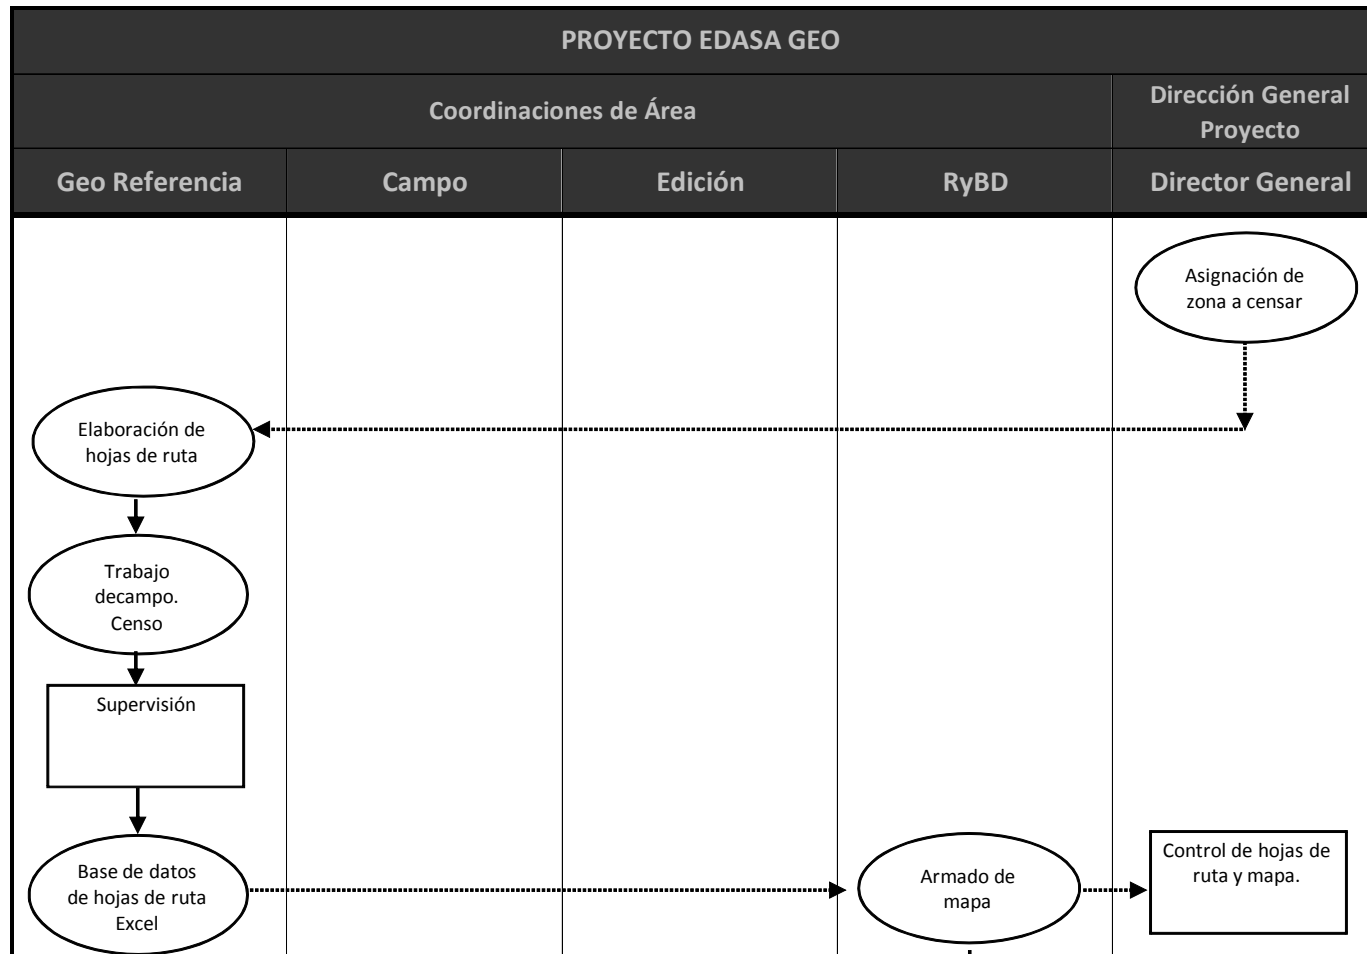 PROYECTO EDASA GEO
Coordinaciones de Área
Dirección General
Proyecto
Geo Referencia
Campo
Edición
RyBD
Director General
Asignación de
zona a censar
Elaboración de
hojas de ruta
Trabajo
decampo.
Censo
Supervisión
Base de datos
de hojas de ruta
Excel
Armado de
mapa
Control de hojas de
ruta y mapa.